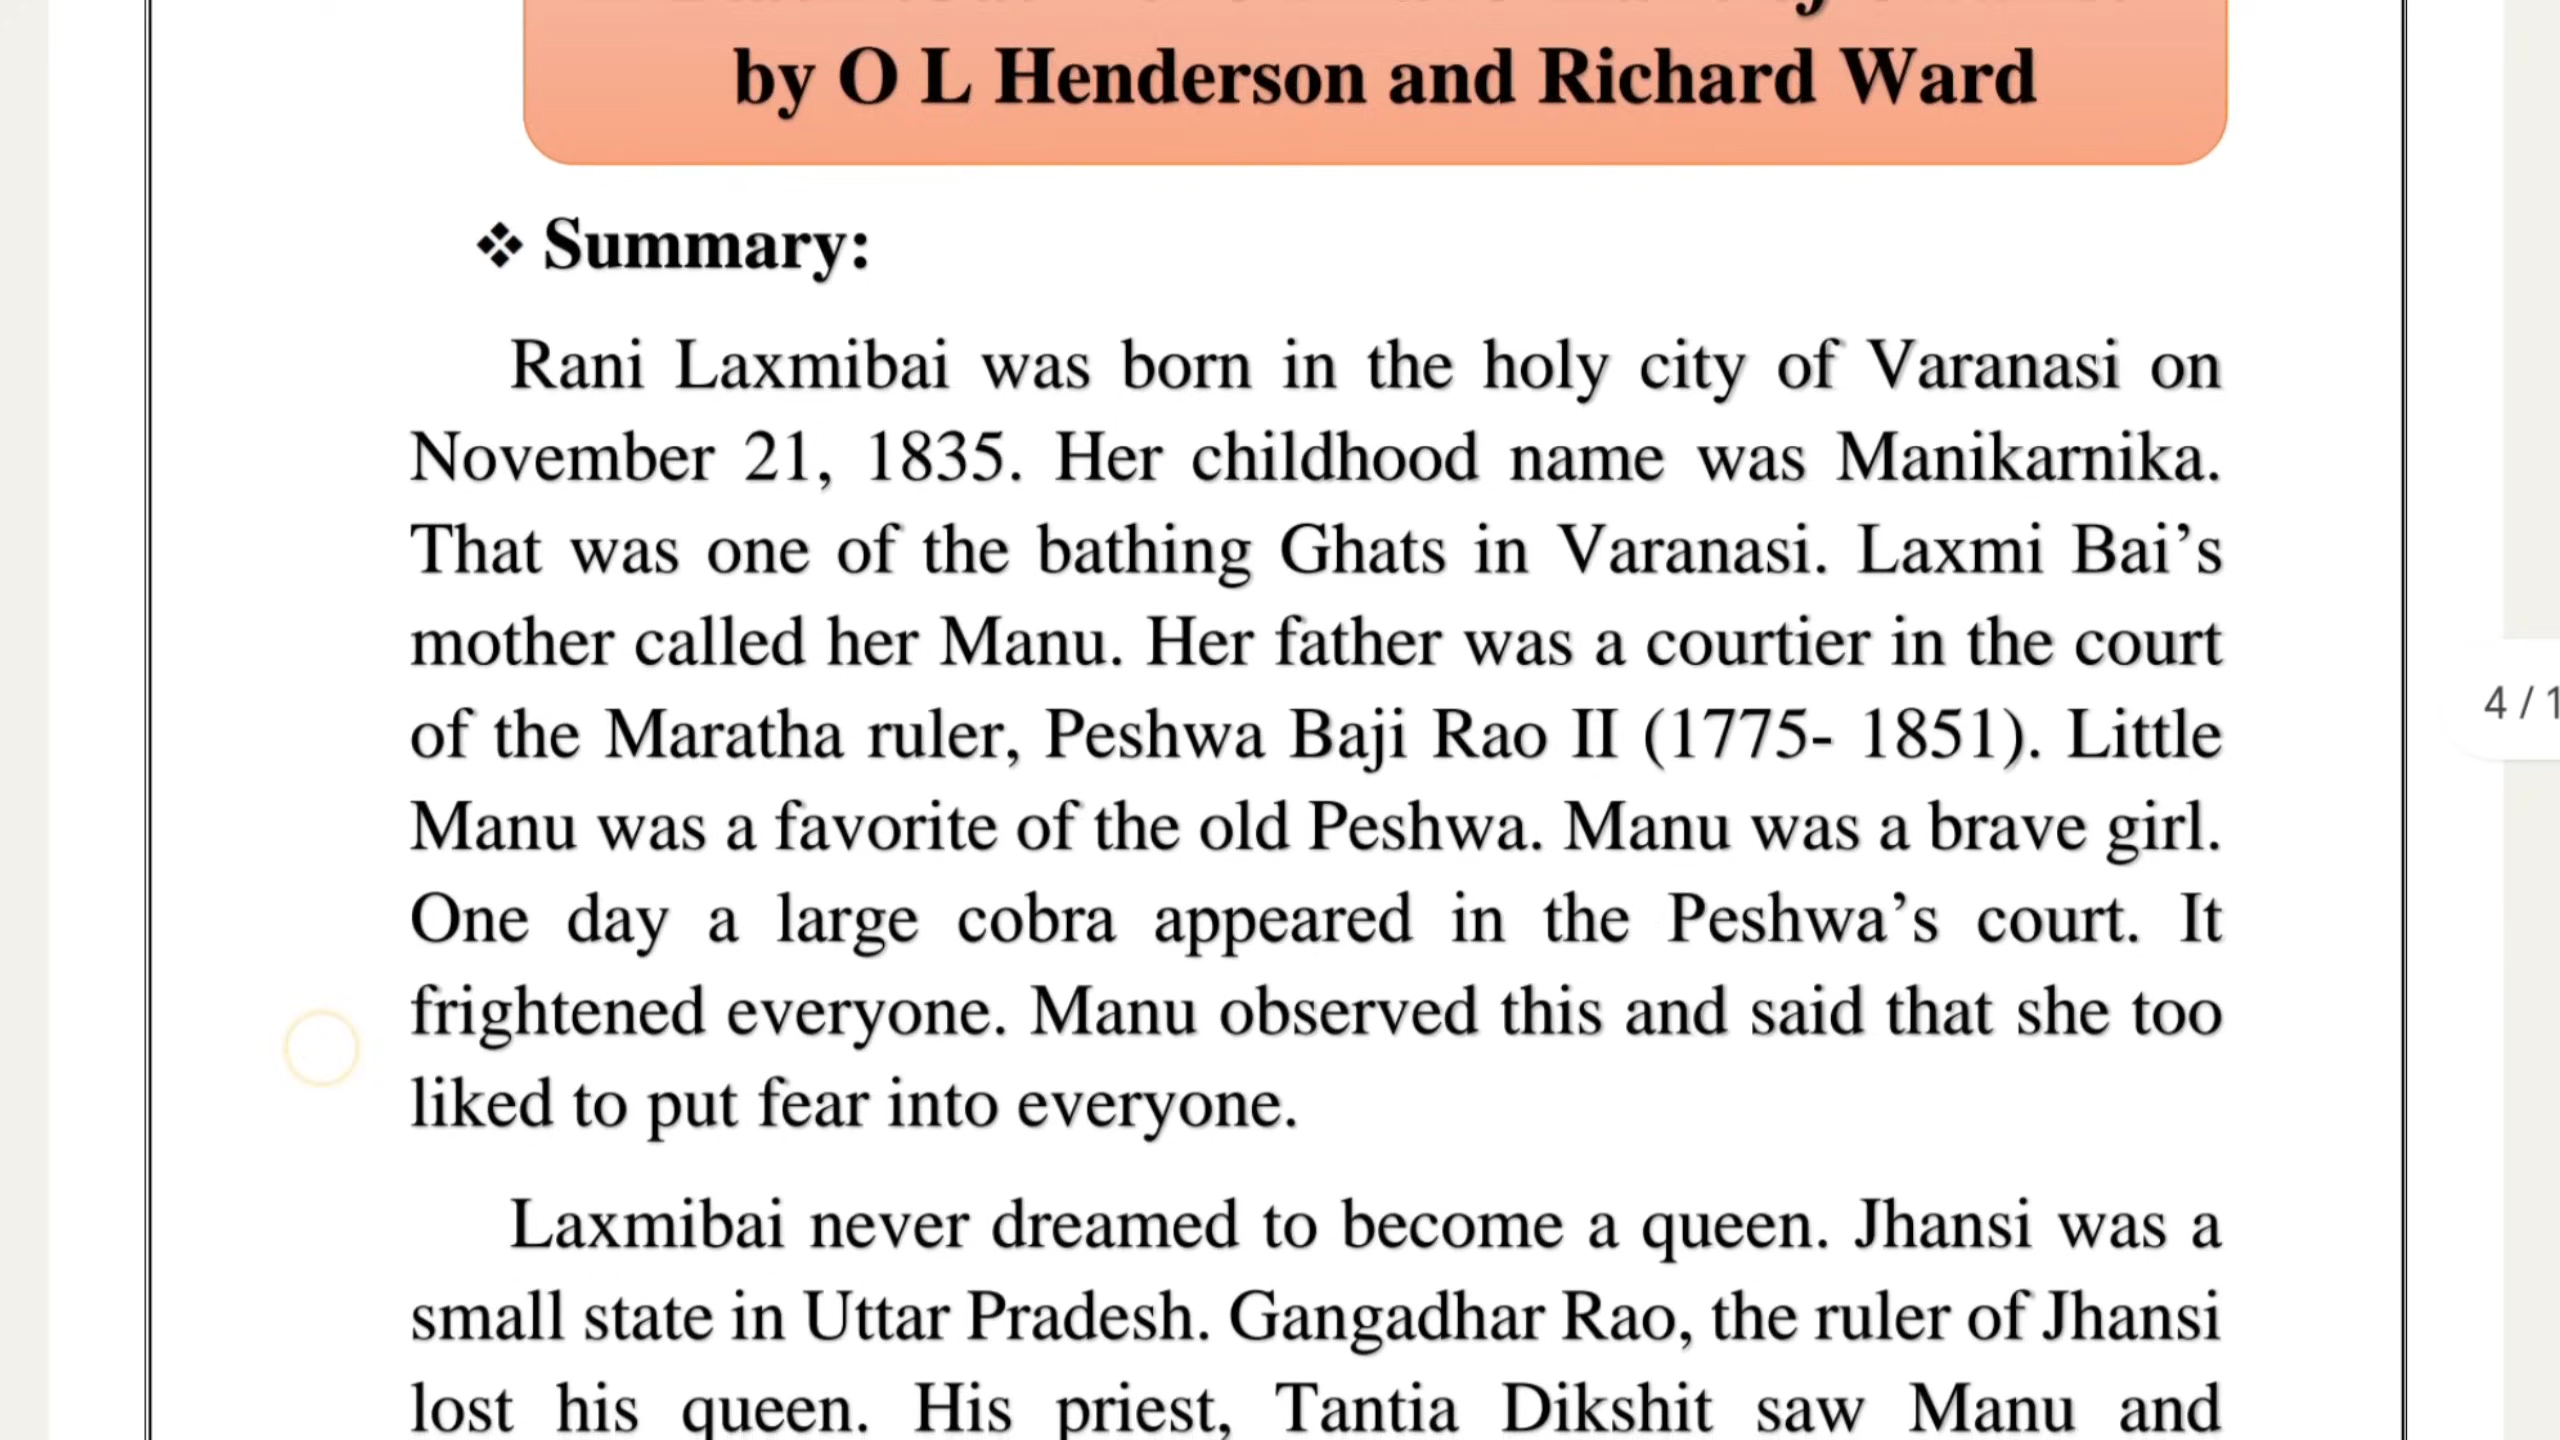 by O L Henderson and Richard Ward
❖ Summary:
Rani Laxmibai was born in the holy city of Varanasi on
November 21, 1835. Her childhood name was Manikarnika.
That was one of the bathing Ghats in Varanasi. Laxmi Bai’s
mother called her Manu. Her father was a courtier in the court
of the Maratha ruler, Peshwa Baji Rao II (1775- 1851). Little
Manu was a favorite of the old Peshwa. Manu was a brave girl.
One day a large cobra appeared in the Peshwa’s court. It
frightened everyone. Manu observed this and said that she too
liked to put fear into everyone.
Laxmibai never dreamed to become a queen. Jhansi was a
small state in Uttar Pradesh. Gangadhar Rao, the ruler of Jhansi
lost his queen. His priest, Tantia Dikshit saw Manu and
4 / 1